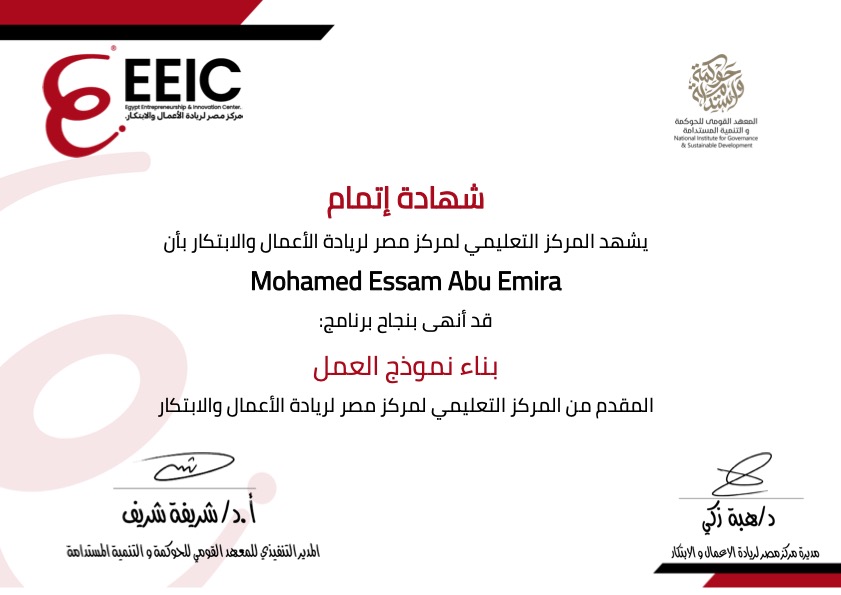 EEIC
Egypt Entrepreneurship & Innovation Center.
مركز مصر لريادة الأعمال والابتكار.
حوكمة
ومستدامة
المعهد القومى للحوكمة
و التنمية المستدامة
National Institute for Governance
& Sustainable Development
شهادة إتمام
يشهد المركز التعليمي لمركز مصر لريادة الأعمال والابتكار بأن
Mohamed Essam Abu Emira
قد أنهى بنجاح برنامج:
بناء نموذج العمل
المقدم من المركز التعليمي لمركز مصر لريادة الأعمال والابتكار
د/هبة زكي
مديرة مركز مصر لريادة الاعمال و الابتكار
أ.د/ شريفة شريف
المدير التنفيذي للمعهد القومي للحوكمة و التنمية المستدامة